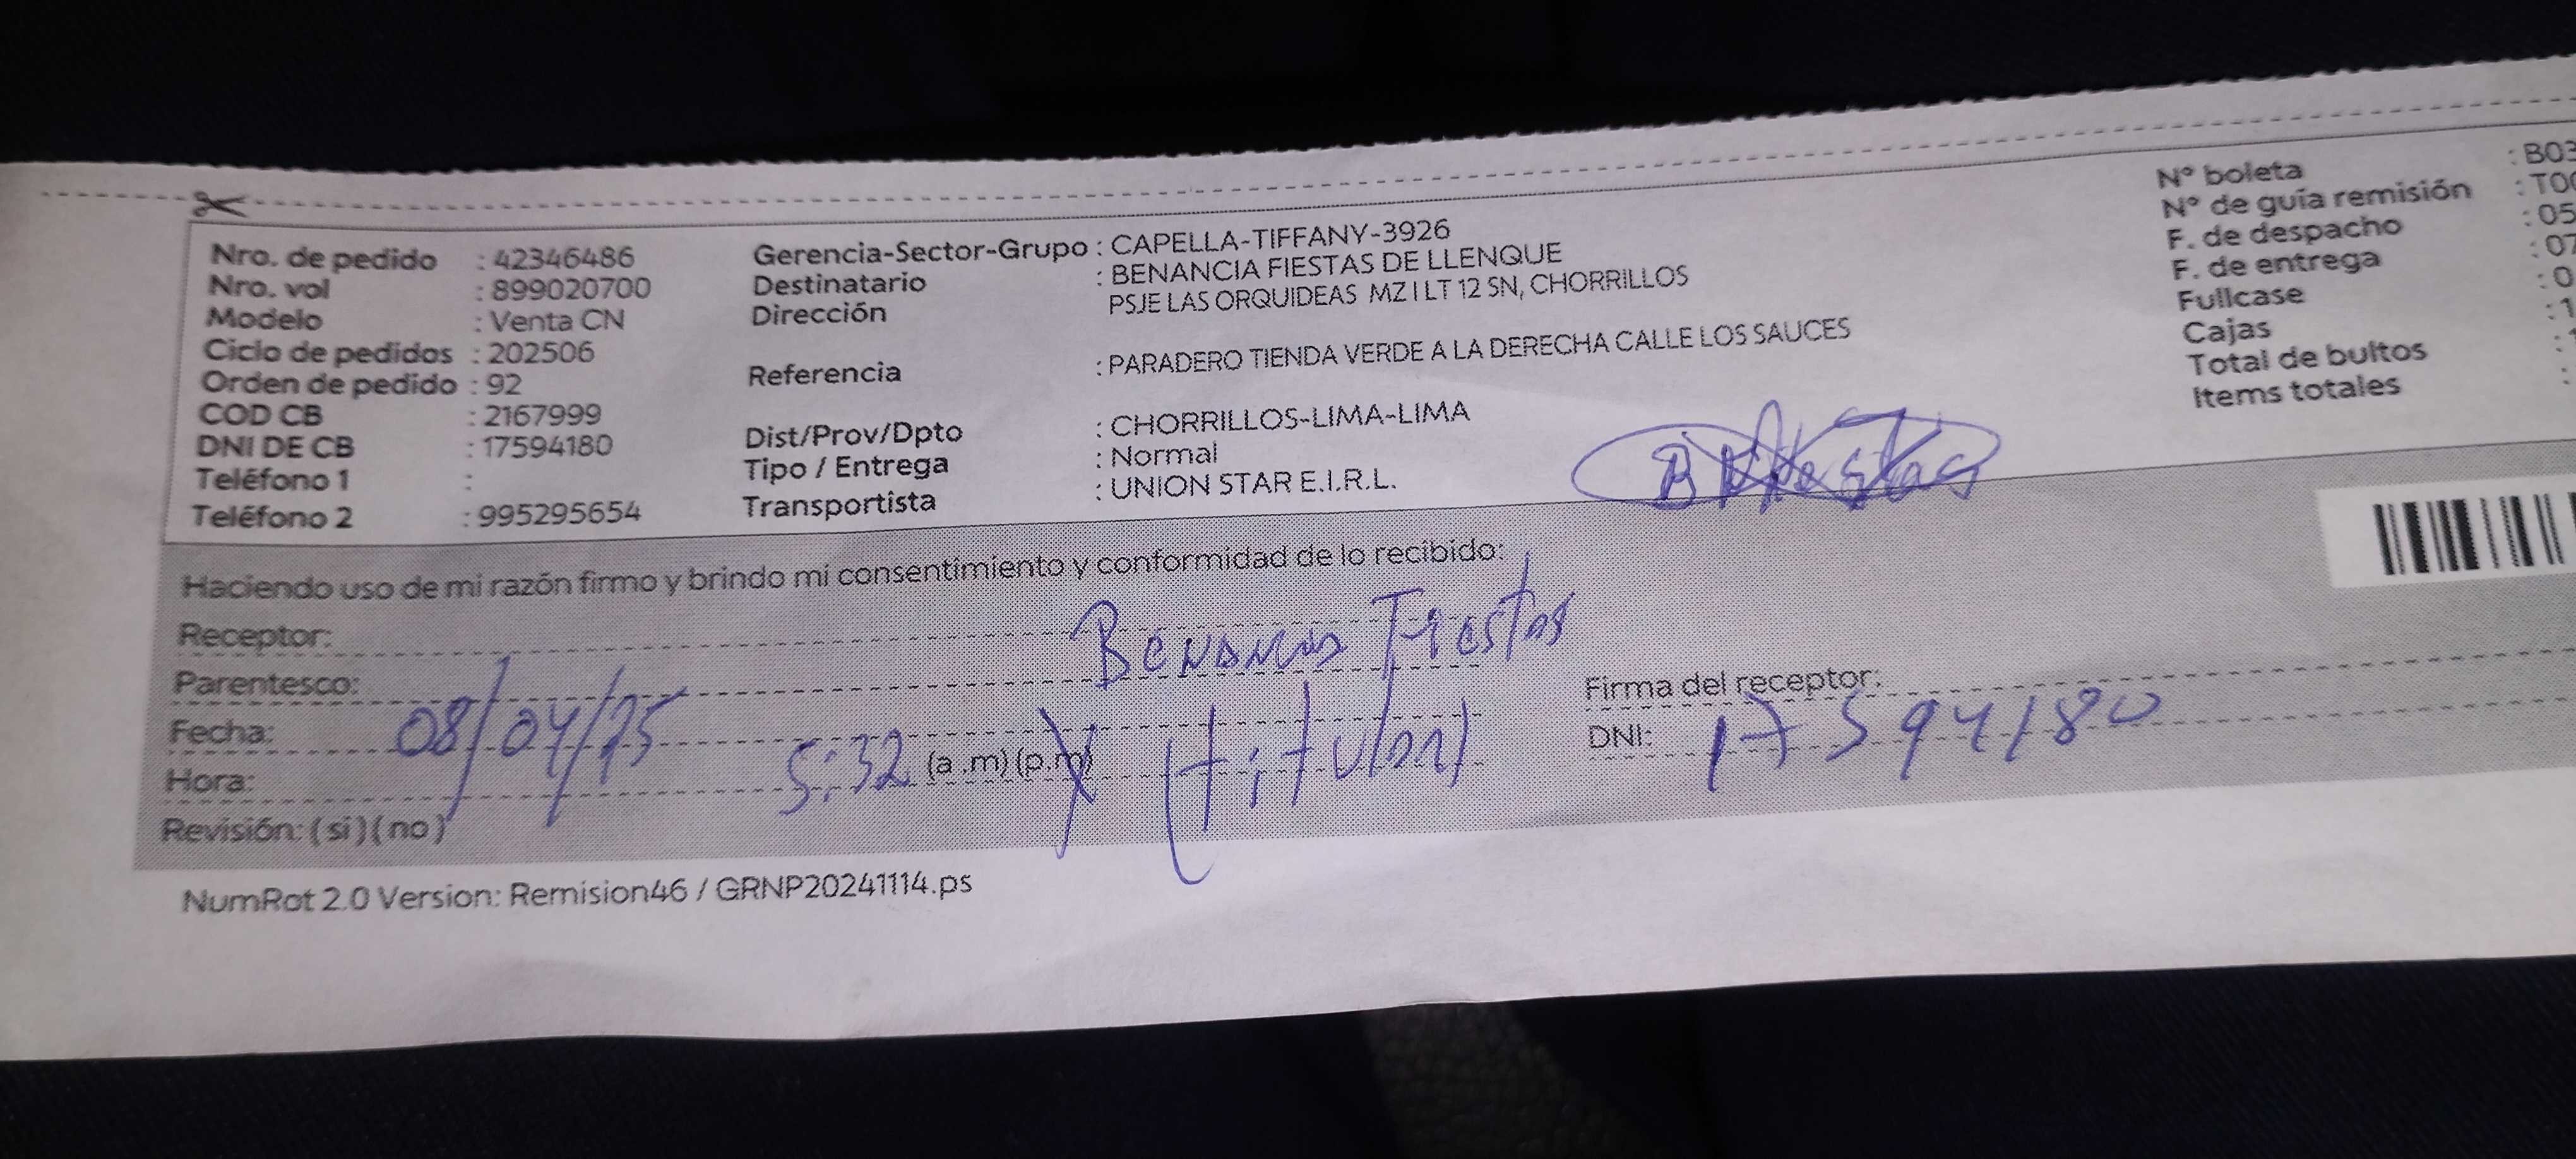 Nro. de pedido : 42346486
Nro. vol : 899020700
Modelo : Venta CN
Ciclo de pedidos : 202506
Orden de pedido : 92
COD CB : 2167999
DNI DE CB : 17594180
Teléfono 1 :
Teléfono 2 : 995295654
Gerencia-Sector-Grupo : CAPELLA-TIFFANY-3926
Destinatario : BENANCIA FIESTAS DE LLENQUE
Dirección PSJE LAS ORQUIDEAS MZ I LT 12 SN, CHORRILLOS
Referencia : PARADERO TIENDA VERDE A LA DERECHA CALLE LOS SAUCES
Dist/Prov/Dpto : CHORRILLOS-LIMA-LIMA
Tipo / Entrega : Normal
Transportista : UNION STAR E.I.R.L.
N° boleta : B03
N° de guía remisión : T00
F. de despacho : 05
F. de entrega : 07
Fullcase : 0
Cajas : 1
Total de bultos :
Items totales :
Haciendo uso de mi razón firmo y brindo mi consentimiento y conformidad de lo recibido:
Receptor: Fiestas
Parentesco: (titular)
Fecha: 08/04/25
Hora: 5:32 (a.m) (p.m)
Revisión: (si) (no)
Firma del receptor:
DNI: 17594180
NumRot 2.0 Version: Remision46 / GRNP20241114.ps